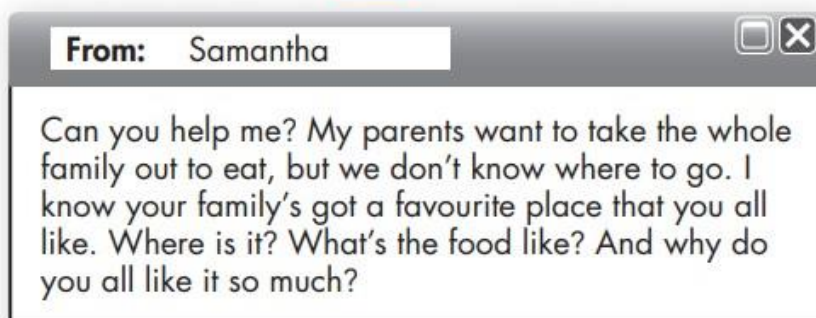 From: Samantha
Can you help me? My parents want to take the whole
family out to eat, but we don't know where to go. I
know your family's got a favourite place that you all
like. Where is it? What's the food like? And why do
you all like it so much?